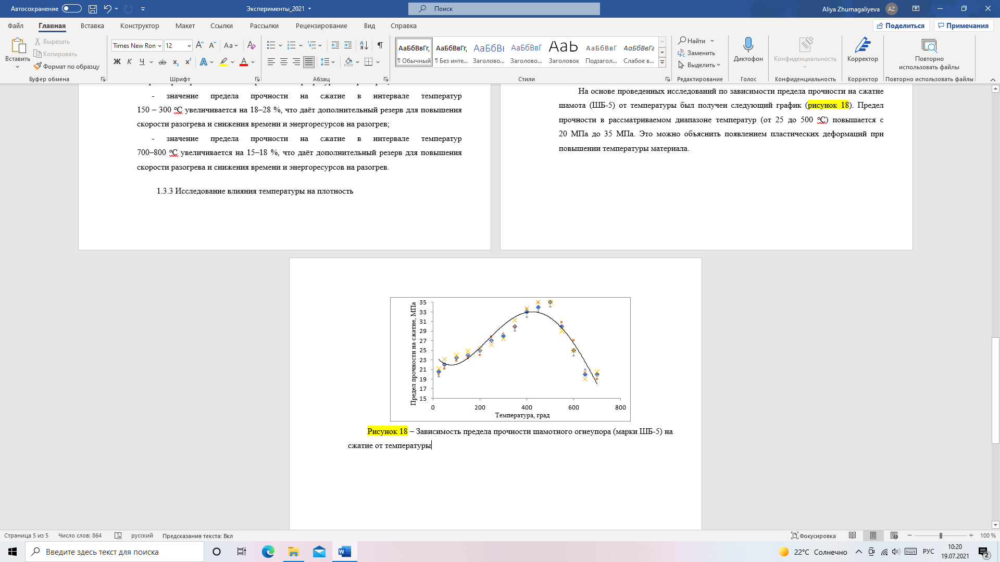 Автосохранение
Эксперименты_2021
Поиск
Aliya Zhumagaliyeva
AZ
Файл
Главная
Вставка
Конструктор
Макет
Ссылки
Рассылки
Рецензирование
Вид
Справка
Поделиться
Примечания
Вставить
Вырезать
Копировать
Формат по образцу
Буфер обмена
Times New Ron
12
Aa
Ж К Ч ab x₂ x²
Шрифт
Абзац
АаБбВвГг,
¶ Обычный
АаБбВвГг,
¶ Без инте...
АаБбВı
Заголово...
АаБбВвГ
Заголово...
АаЬ
Заголовок
АаБбВвГ
Подзагол...
АаБбВвГг
Слабое в...
Стили
Найти
Заменить
Выделить
Редактирование
Диктофон
Голос
Конфиденциальность
Конфиденциальность
Корректор
Корректор
Повторно
использовать файлы
Повторно использовать файлы
- значение предела прочности на сжатие в интервале температур
150 – 300 ℃ увеличивается на 18–28 %, что даёт дополнительный резерв для повышения
скорости разогрева и снижения времени и энергоресурсов на разогрев;
- значение предела прочности на сжатие в интервале температур
700–800 ℃ увеличивается на 15–18 %, что даёт дополнительный резерв для повышения
скорости разогрева и снижения времени и энергоресурсов на разогрев.
1.3.3 Исследование влияния температуры на плотность
На основе проведенных исследований по зависимости предела прочности на сжатие
шамота (ШБ-5) от температуры был получен следующий график (рисунок 18). Предел
прочности в рассматриваемом диапазоне температур (от 25 до 500 ℃) повышается с
20 МПа до 35 МПа. Это можно объяснить появлением пластических деформаций при
повышении температуры материала.
Предел прочности на сжатие, МПа
35
33
31
29
27
25
23
21
19
17
15
0 200 400 600 800
Температура, град
Рисунок 18 – Зависимость предела прочности шамотного огнеупора (марки ШБ-5) на
сжатие от температуры
Страница 5 из 5
Число слов: 864
русский
Предсказания текста: Вкл
Фокусировка
100 %
Введите здесь текст для поиска
22°C Солнечно
РУС
10:20
19.07.2021
2